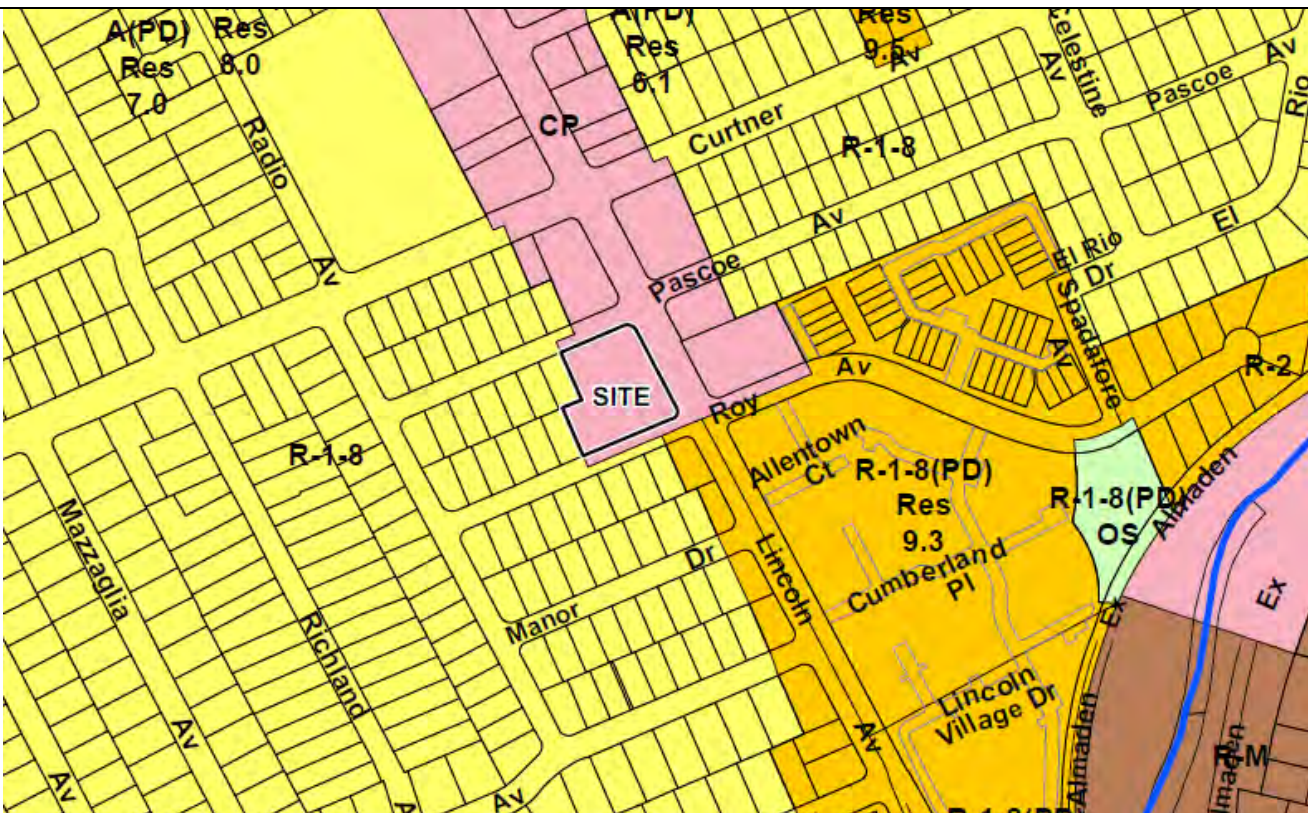 A(PD)
Res
7.0
Res
8.0
A(PD)
Res
6.1
Res
9.5
Av
Av
Celestine
Pascoe
Av
Rio
Radio
Av
CP
Curtner
R-1-8
Av
Pascoe
El
El Rio
Dr
Spadafore
Av
Av
R-2
SITE
Roy
R-1-8
Allentown
Ct
R-1-8(PD)
Res
9.3
R-1-8(PD)
OS
Almaden
Ex
Mazzaglia
Av
Av
Richland
Manor
Dr
Lincoln
Av
Cumberland
Pl
Ex
Lincoln
Village Dr
Almaden
R-M
Av
R-1-8(PD